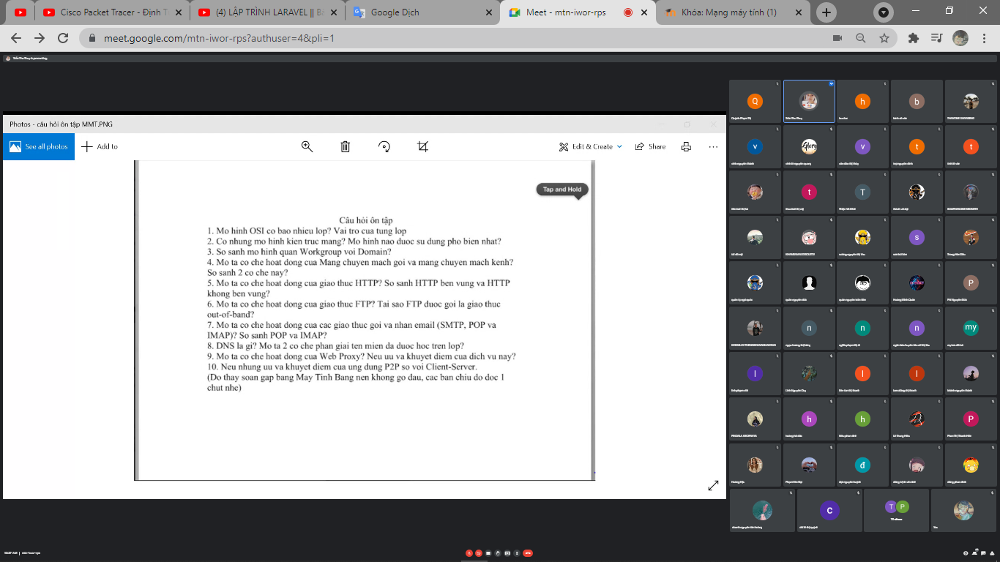 Cisco Packet Tracer - Định T
(4) LẬP TRÌNH LARAVEL || Bà
Google Dịch
Meet - mtn-iwor-rps
Khóa: Mạng máy tính (1)
meet.google.com/mtn-iwor-rps?authuser=4&pli=1
Photos - câu hỏi ôn tập MMT.PNG
See all photos
Add to
Edit & Create
Share
Tap and Hold
Câu hỏi ôn tập
1. Mo hinh OSI co bao nhieu lop? Vai tro cua tung lop
2. Co nhung mo hinh kien truc mang? Mo hinh nao duoc su dung pho bien nhat?
3. So sanh mo hinh quan Workgroup voi Domain?
4. Mo ta co che hoat dong cua Mang chuyen mach goi va mang chuyen mach kenh?
So sanh 2 co che nay?
5. Mo ta co che hoat dong cua giao thuc HTTP? So sanh HTTP ben vung va HTTP
khong ben vung?
6. Mo ta co che hoat dong cua giao thuc FTP? Tai sao FTP duoc goi la giao thuc
out-of-band?
7. Mo ta co che hoat dong cua cac giao thuc goi va nhan email (SMTP, POP va
IMAP)? So sanh POP va IMAP?
8. DNS la gi? Mo ta 2 co che phan giai ten mien da duoc hoc tren lop?
9. Mo ta co che hoat dong cua Web Proxy? Neu uu va khuyet diem cua dich vu nay?
10. Neu nhung uu va khuyet diem cua ung dung P2P so voi Client-Server.
(Do thay soan gap bang May Tinh Bang nen khong go dau, cac ban chiu do doc 1
chut nhe)
Q
h
b
v
Glory
v
t
t
t
T
s
P
n
n
n
my
l
l
l
h
h
P
đ
C
T
P